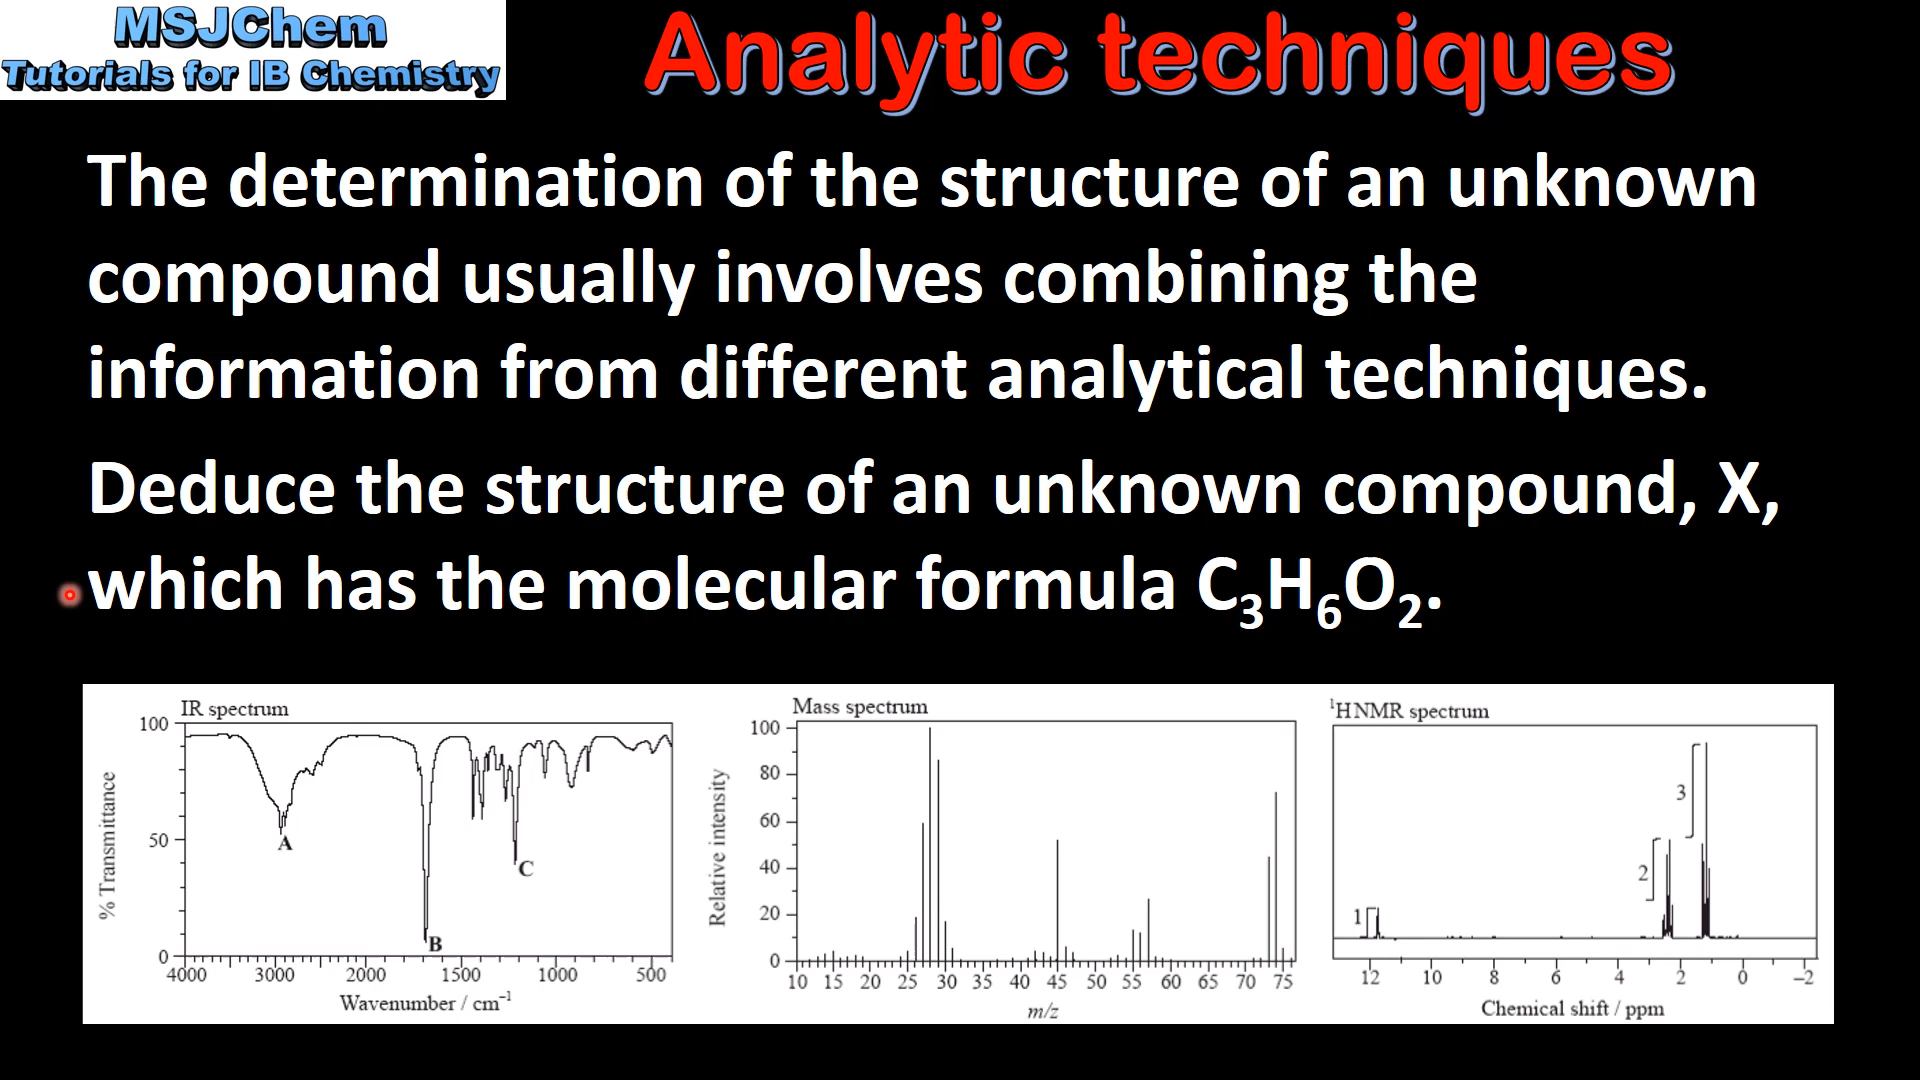 MSJChem
Tutorials for IB Chemistry
Analytic techniques
The determination of the structure of an unknown
compound usually involves combining the
information from different analytical techniques.
Deduce the structure of an unknown compound, X,
which has the molecular formula C₃H₆O₂.
IR spectrum
100
50
0
% Transmittance
A
B
C
4000 3000 2000 1500 1000 500
Wavenumber / cm⁻¹
Mass spectrum
100
80
60
40
20
0
Relative intensity
10 15 20 25 30 35 40 45 50 55 60 65 70 75
m/z
¹H NMR spectrum
3
2
1
12 10 8 6 4 2 0 –2
Chemical shift / ppm